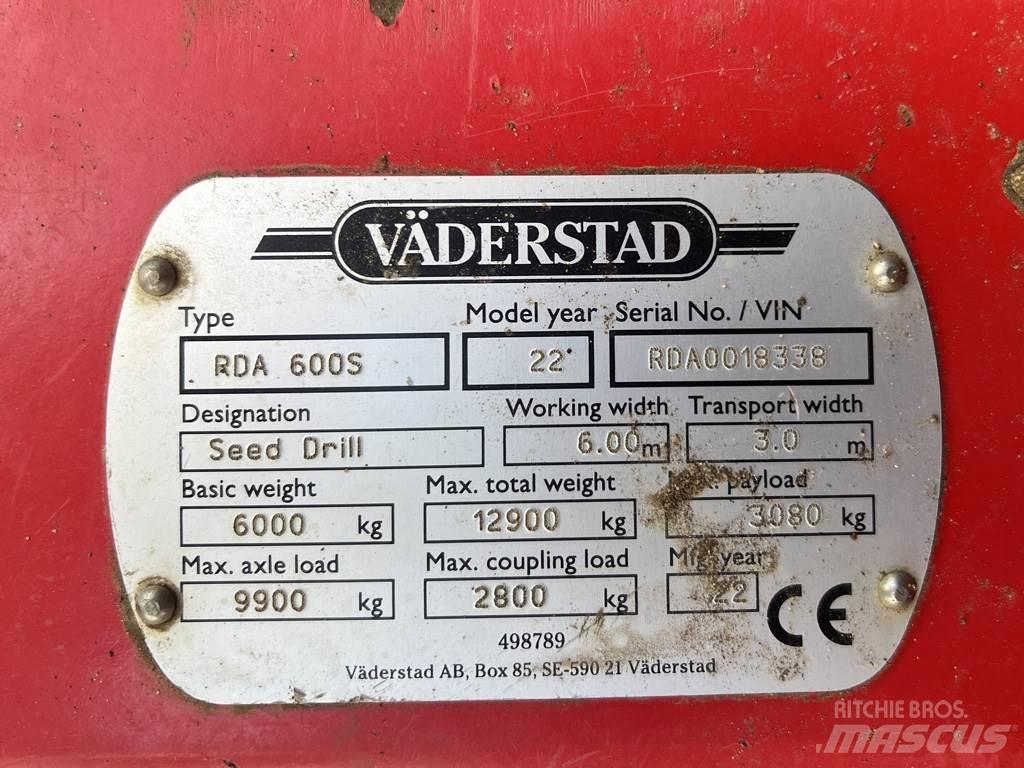 VÄDERSTAD
Type Model year Serial No. / VIN
RDA 600S 22 RDA0018338
Designation Working width Transport width
Seed Drill 6.00 m 3.0 m
Basic weight Max. total weight payload
6000 kg 12900 kg 3080 kg
Max. axle load Max. coupling load Mfg year
9900 kg 2800 kg 22
CE
498789
Väderstad AB, Box 85, SE-590 21 Väderstad
RITCHIE BROS.
MASCUS